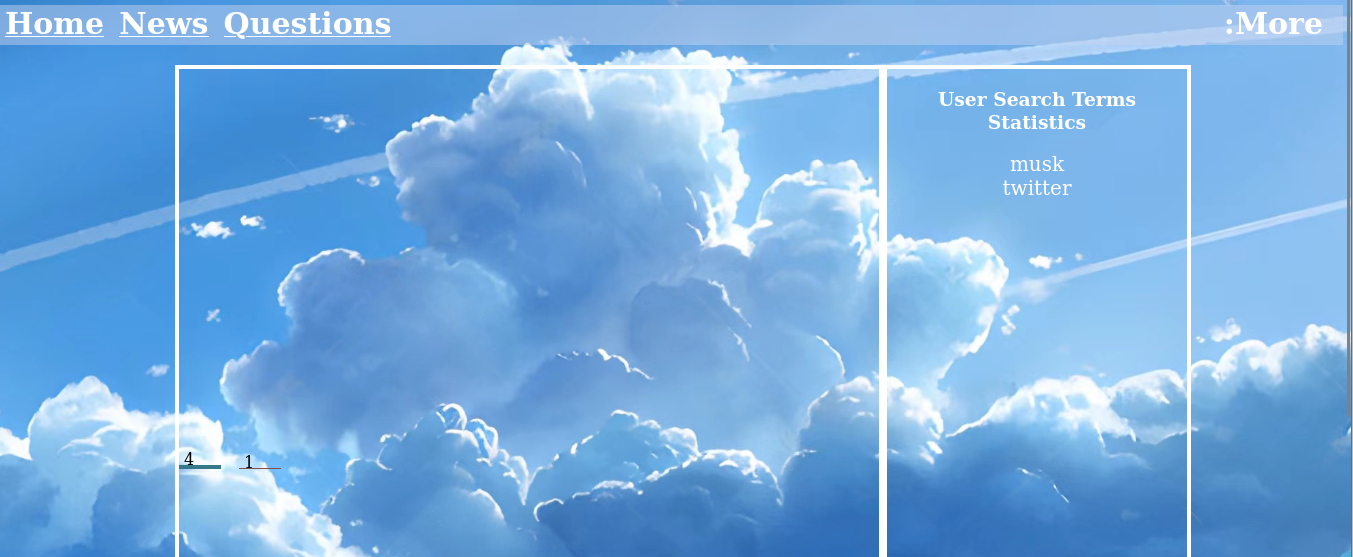 Home News Questions :More
User Search Terms
Statistics
musk
twitter
4 1